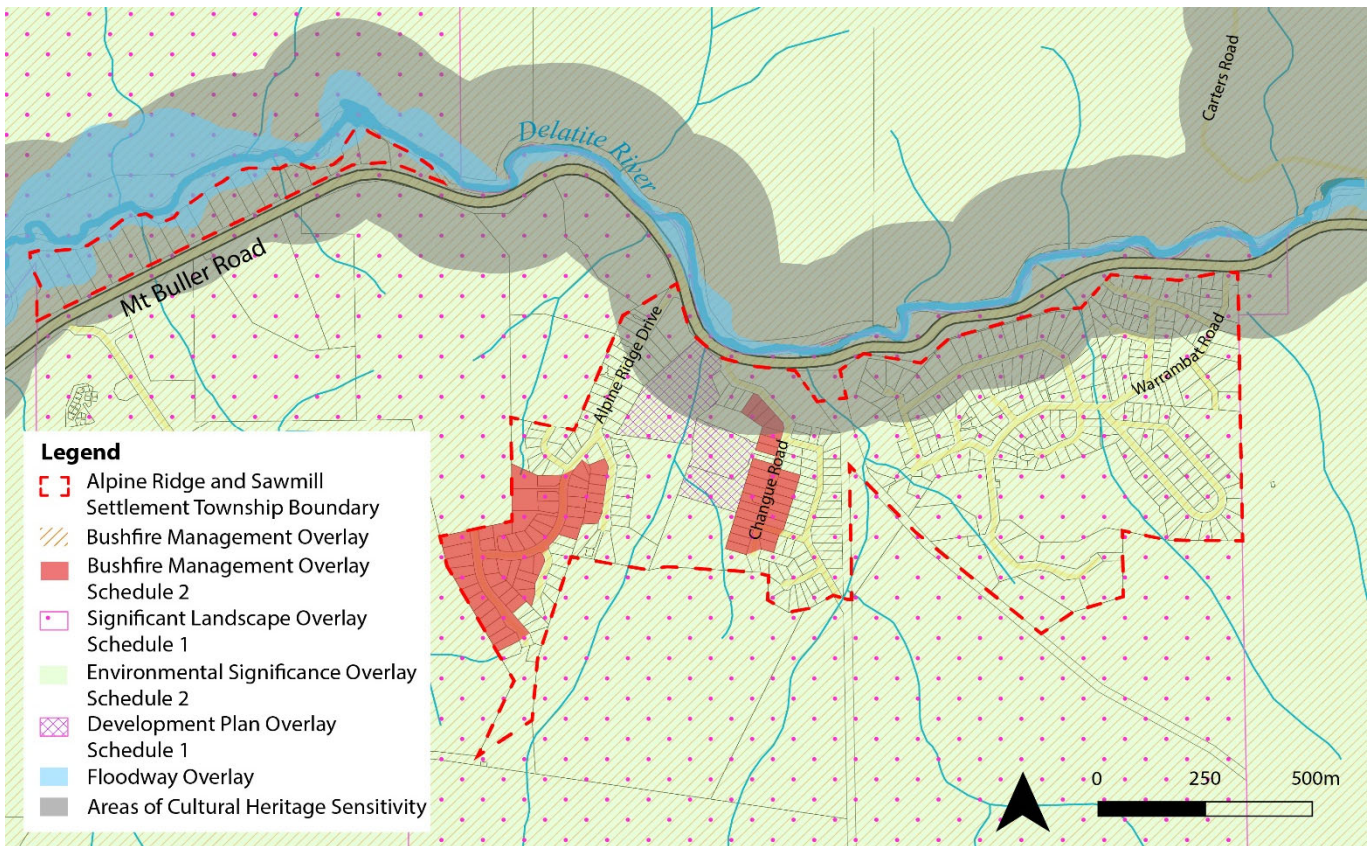 Carters Road
Delatite River
Mt Buller Road
Alpine Ridge Drive
Changue Road
Warrambat Road
Legend
Alpine Ridge and Sawmill
Settlement Township Boundary
Bushfire Management Overlay
Bushfire Management Overlay
Schedule 2
Significant Landscape Overlay
Schedule 1
Environmental Significance Overlay
Schedule 2
Development Plan Overlay
Schedule 1
Floodway Overlay
Areas of Cultural Heritage Sensitivity
0 250 500m